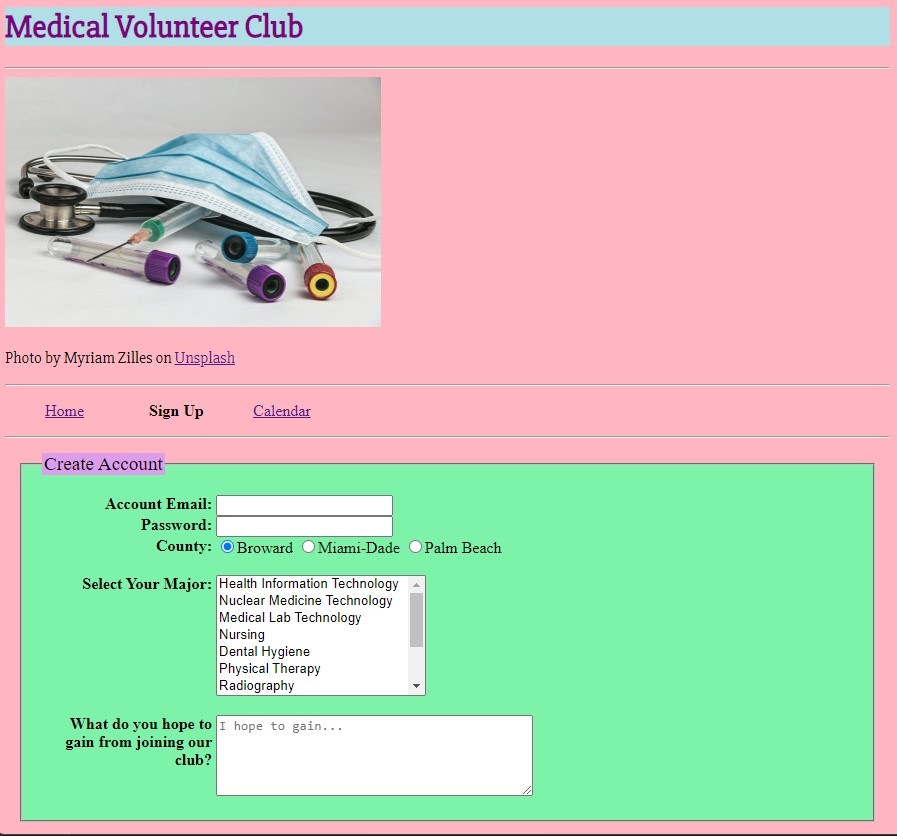 Medical Volunteer Club
Photo by Myriam Zilles on Unsplash
Home Sign Up Calendar
Create Account
Account Email:
Password:
County: Broward Miami-Dade Palm Beach
Select Your Major: Health Information Technology
Nuclear Medicine Technology
Medical Lab Technology
Nursing
Dental Hygiene
Physical Therapy
Radiography
What do you hope to
gain from joining our
club?
I hope to gain...